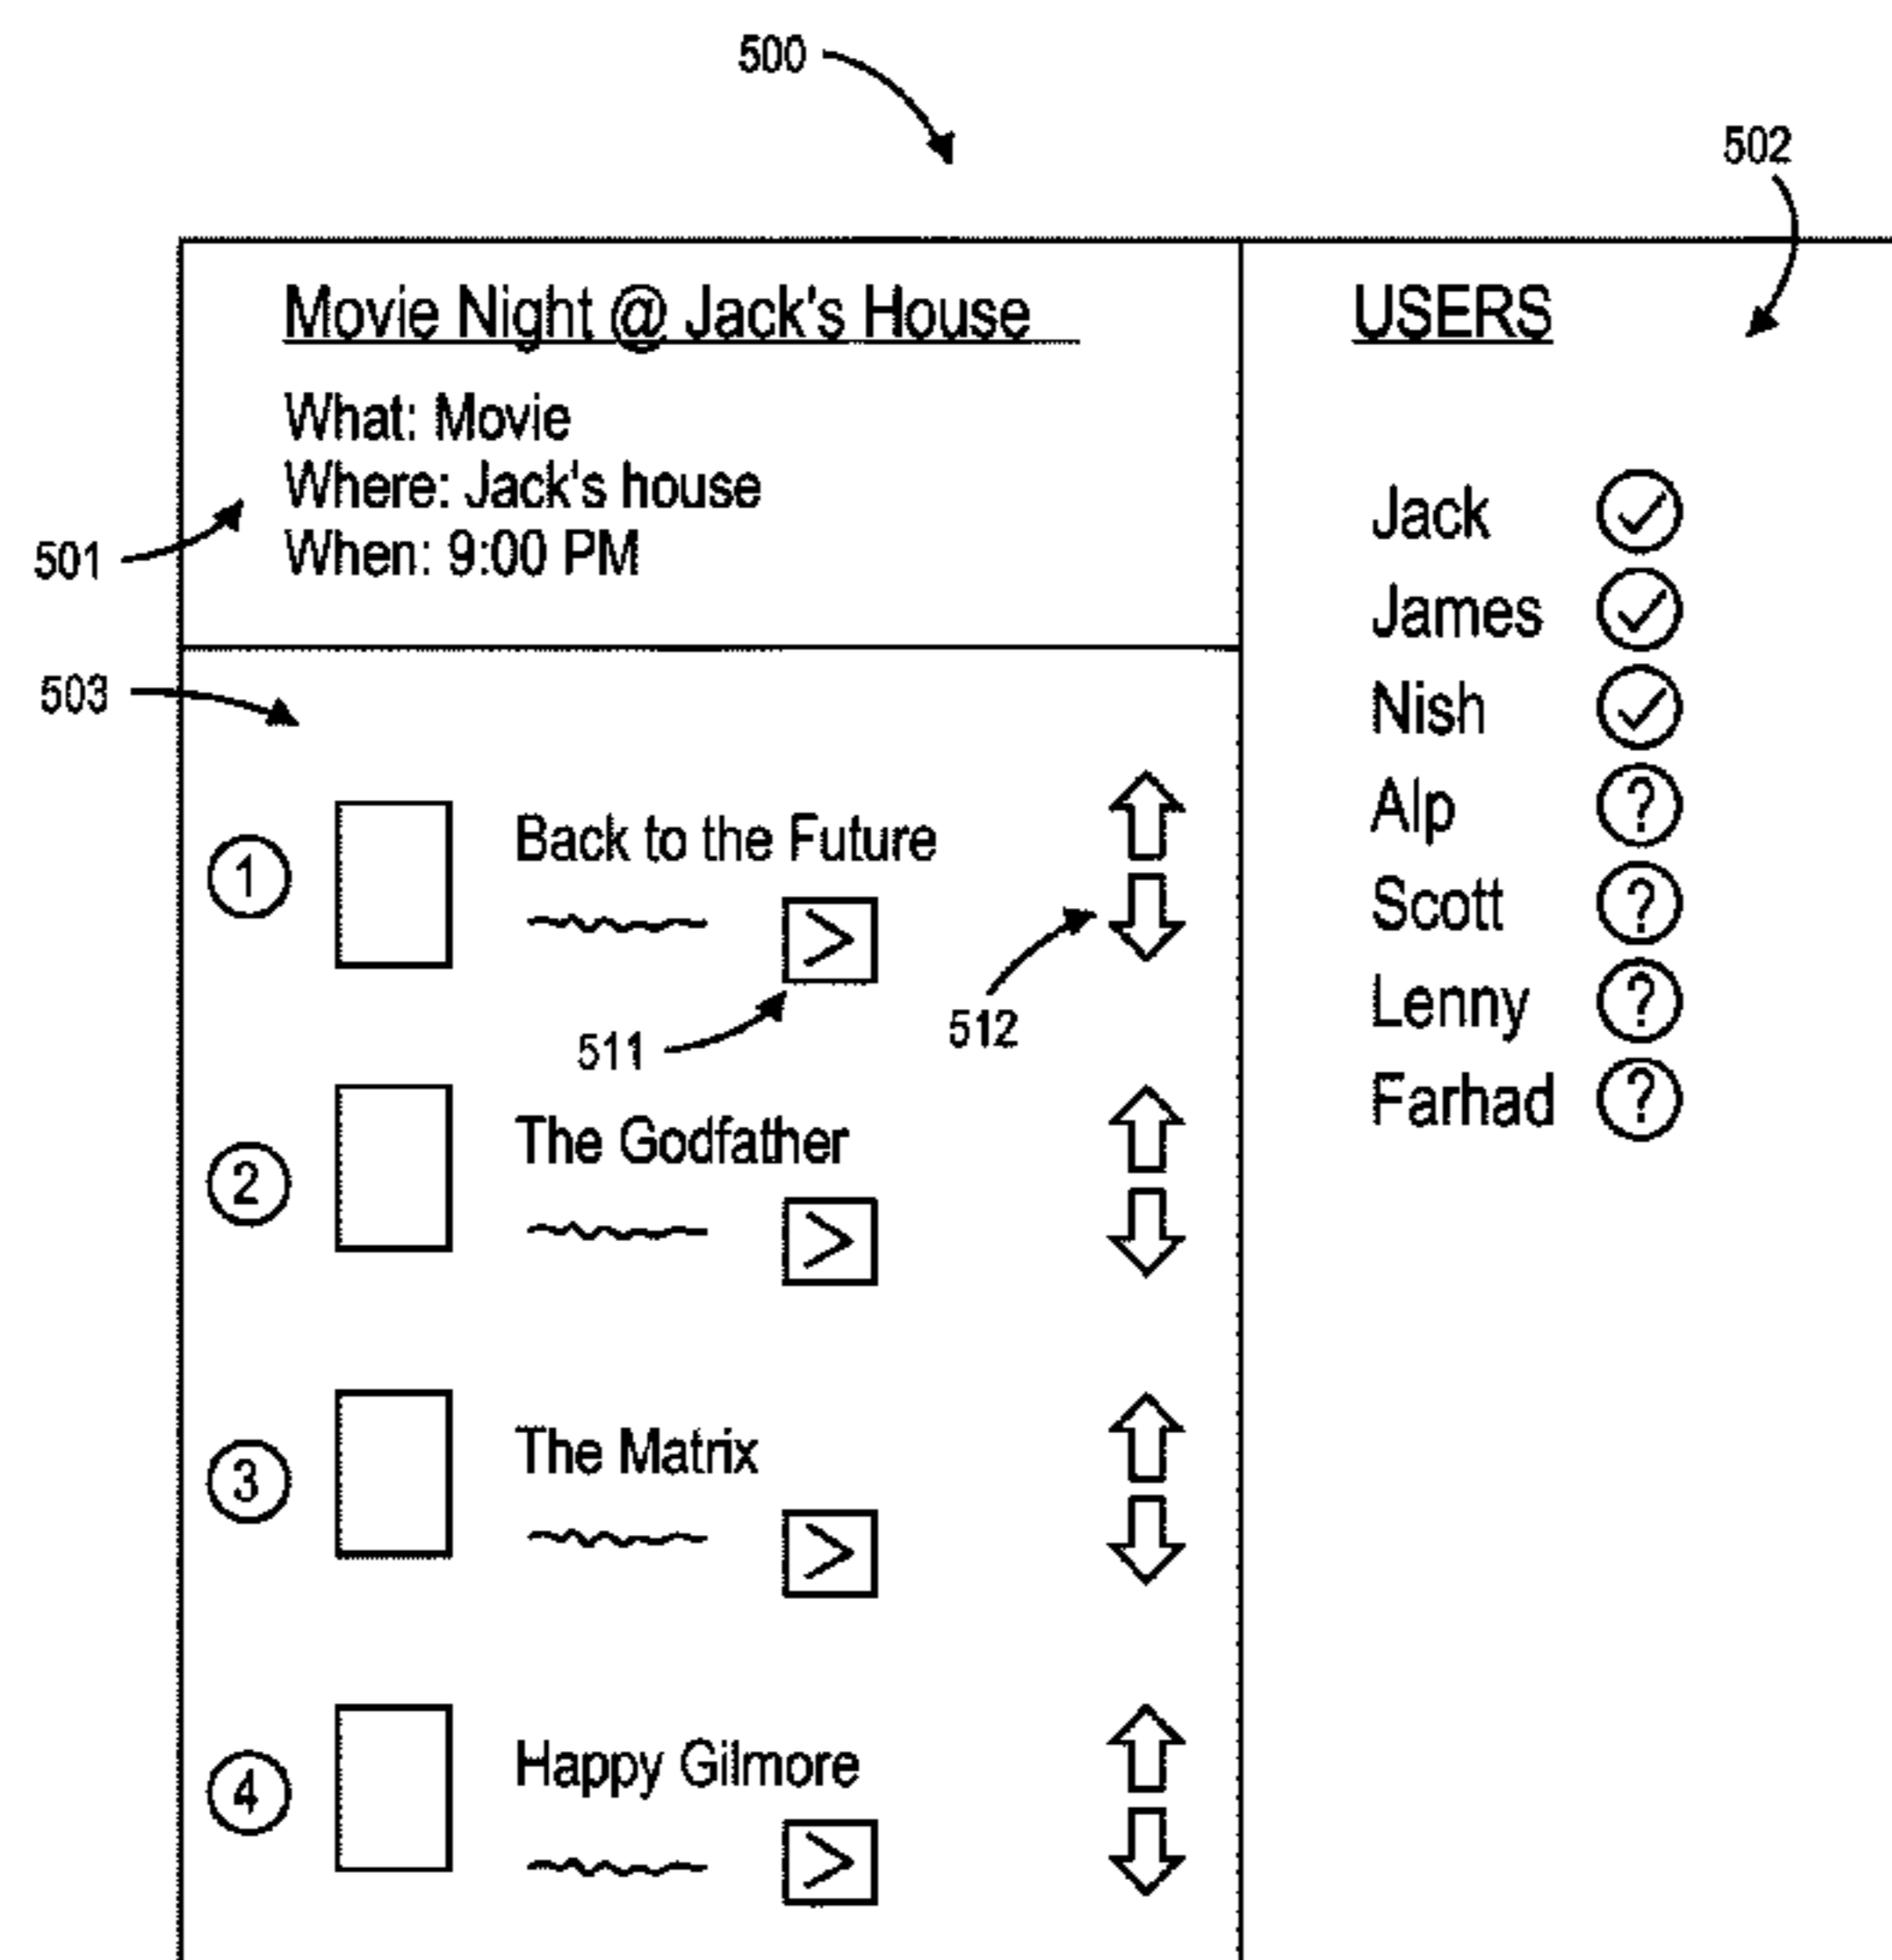 500
502
Movie Night @ Jack's House
What: Movie
Where: Jack's house
When: 9:00 PM
501
USERS
Jack
James
Nish
Alp ?
Scott ?
Lenny ?
Farhad ?
503
1 Back to the Future
>
511
512
2 The Godfather
>
3 The Matrix
>
4 Happy Gilmore
>